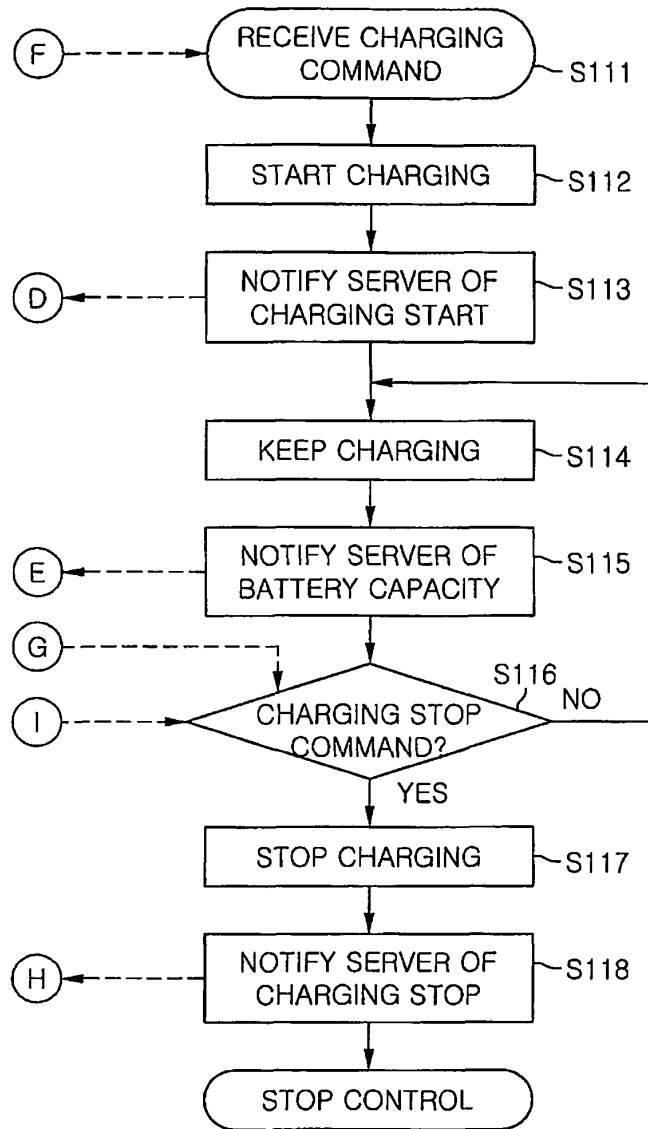 F
RECEIVE CHARGING
COMMAND
S111
START CHARGING
S112
D
NOTIFY SERVER OF
CHARGING START
S113
KEEP CHARGING
S114
E
NOTIFY SERVER OF
BATTERY CAPACITY
S115
G
I
CHARGING STOP
COMMAND?
S116
NO
YES
STOP CHARGING
S117
H
NOTIFY SERVER OF
CHARGING STOP
S118
STOP CONTROL